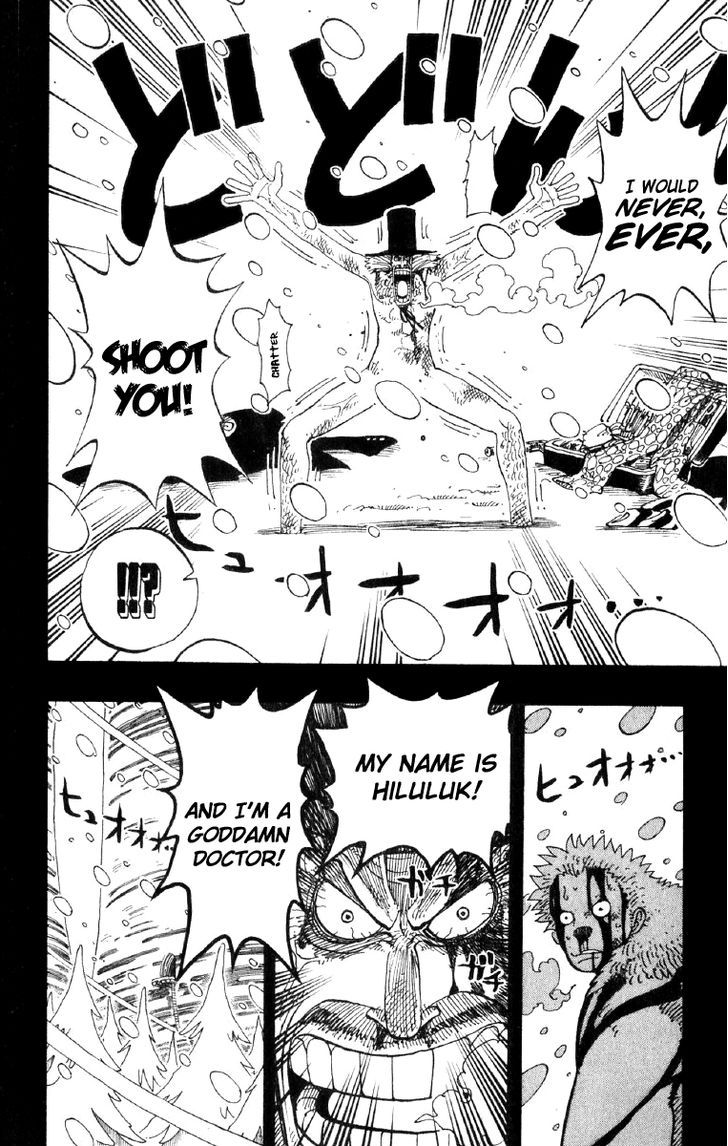 どどん
I WOULD
NEVER,
EVER,
SHOOT
YOU!
CHATTER
ヒュオオオオ...
!!?
ヒュオオオ...
MY NAME IS
HILULUK!
ガチ
ガチ
AND I'M A
GODDAMN
DOCTOR!
ヒュオオオ...